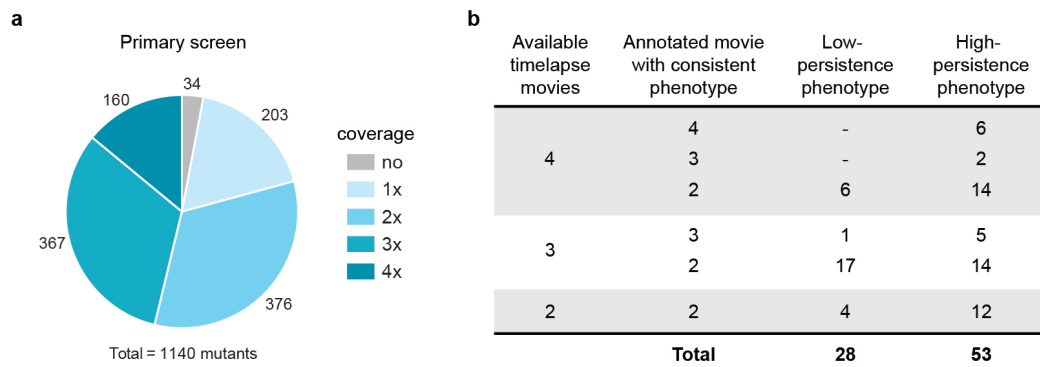 a
Primary screen
34
203
160
367
376
coverage
no
1x
2x
3x
4x
Total = 1140 mutants
b
Available timelapse movies
Annotated movie with consistent phenotype
Low-persistence phenotype
High-persistence phenotype
4
4 - 6
3 - 2
2 6 14
3
3 1 5
2 17 14
2 2 4 12
Total 28 53